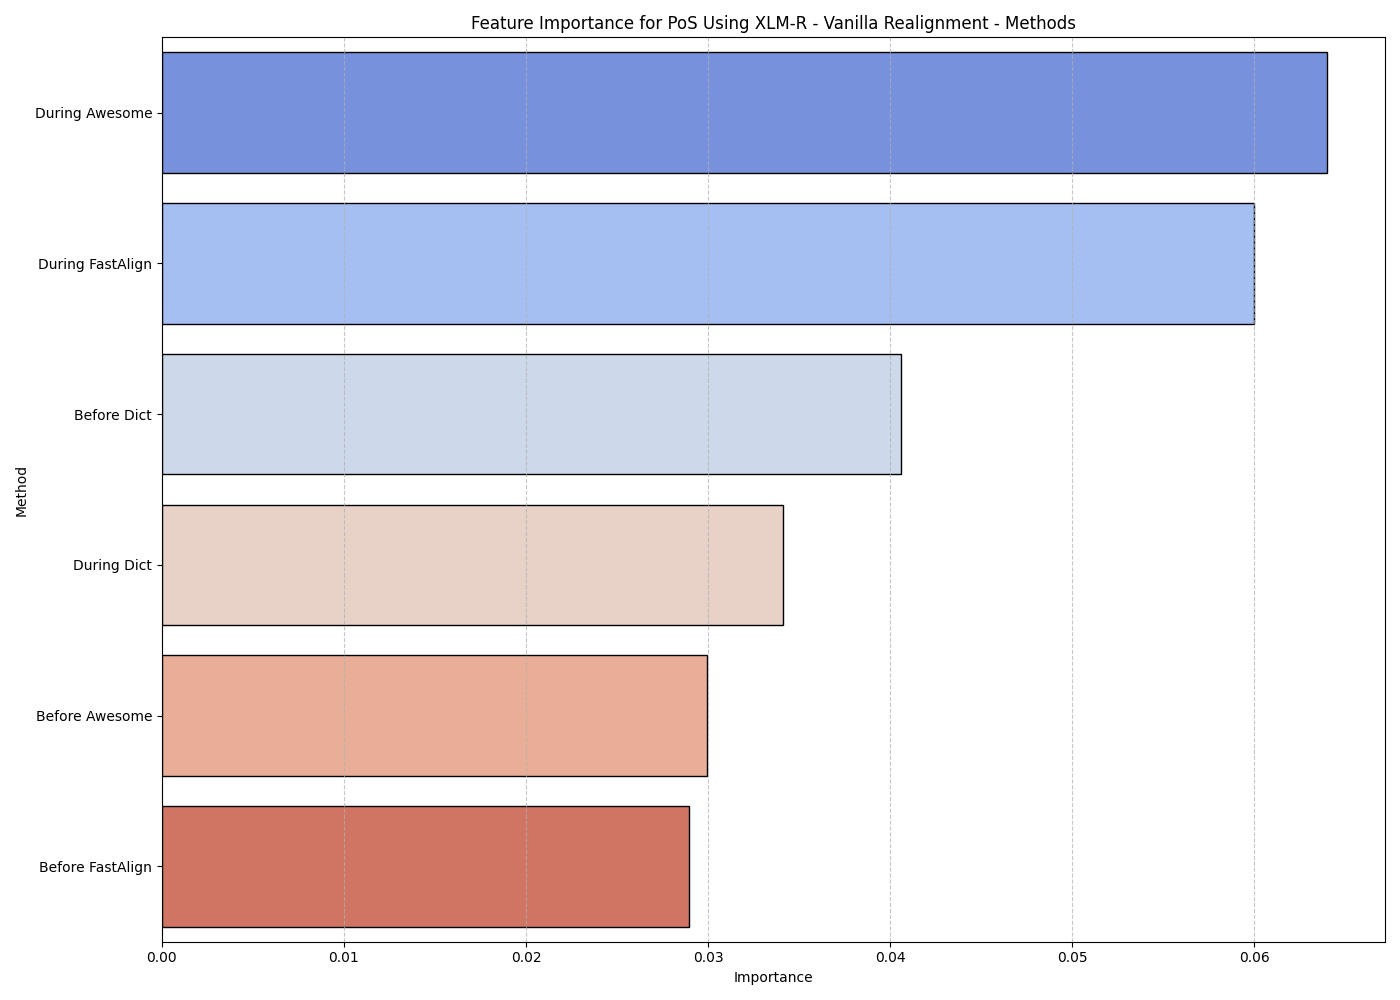 Feature Importance for PoS Using XLM-R - Vanilla Realignment - Methods
During Awesome
During FastAlign
Before Dict
During Dict
Before Awesome
Before FastAlign
Method
0.00 0.01 0.02 0.03 0.04 0.05 0.06
Importance